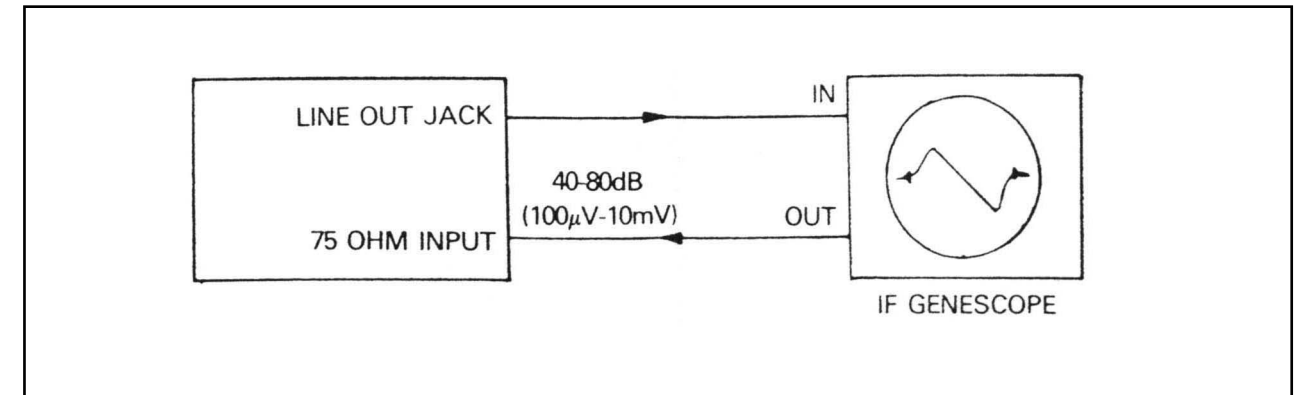 LINE OUT JACK
IN
40-80dB
(100μV-10mV)
75 OHM INPUT
OUT
IF GENESCOPE